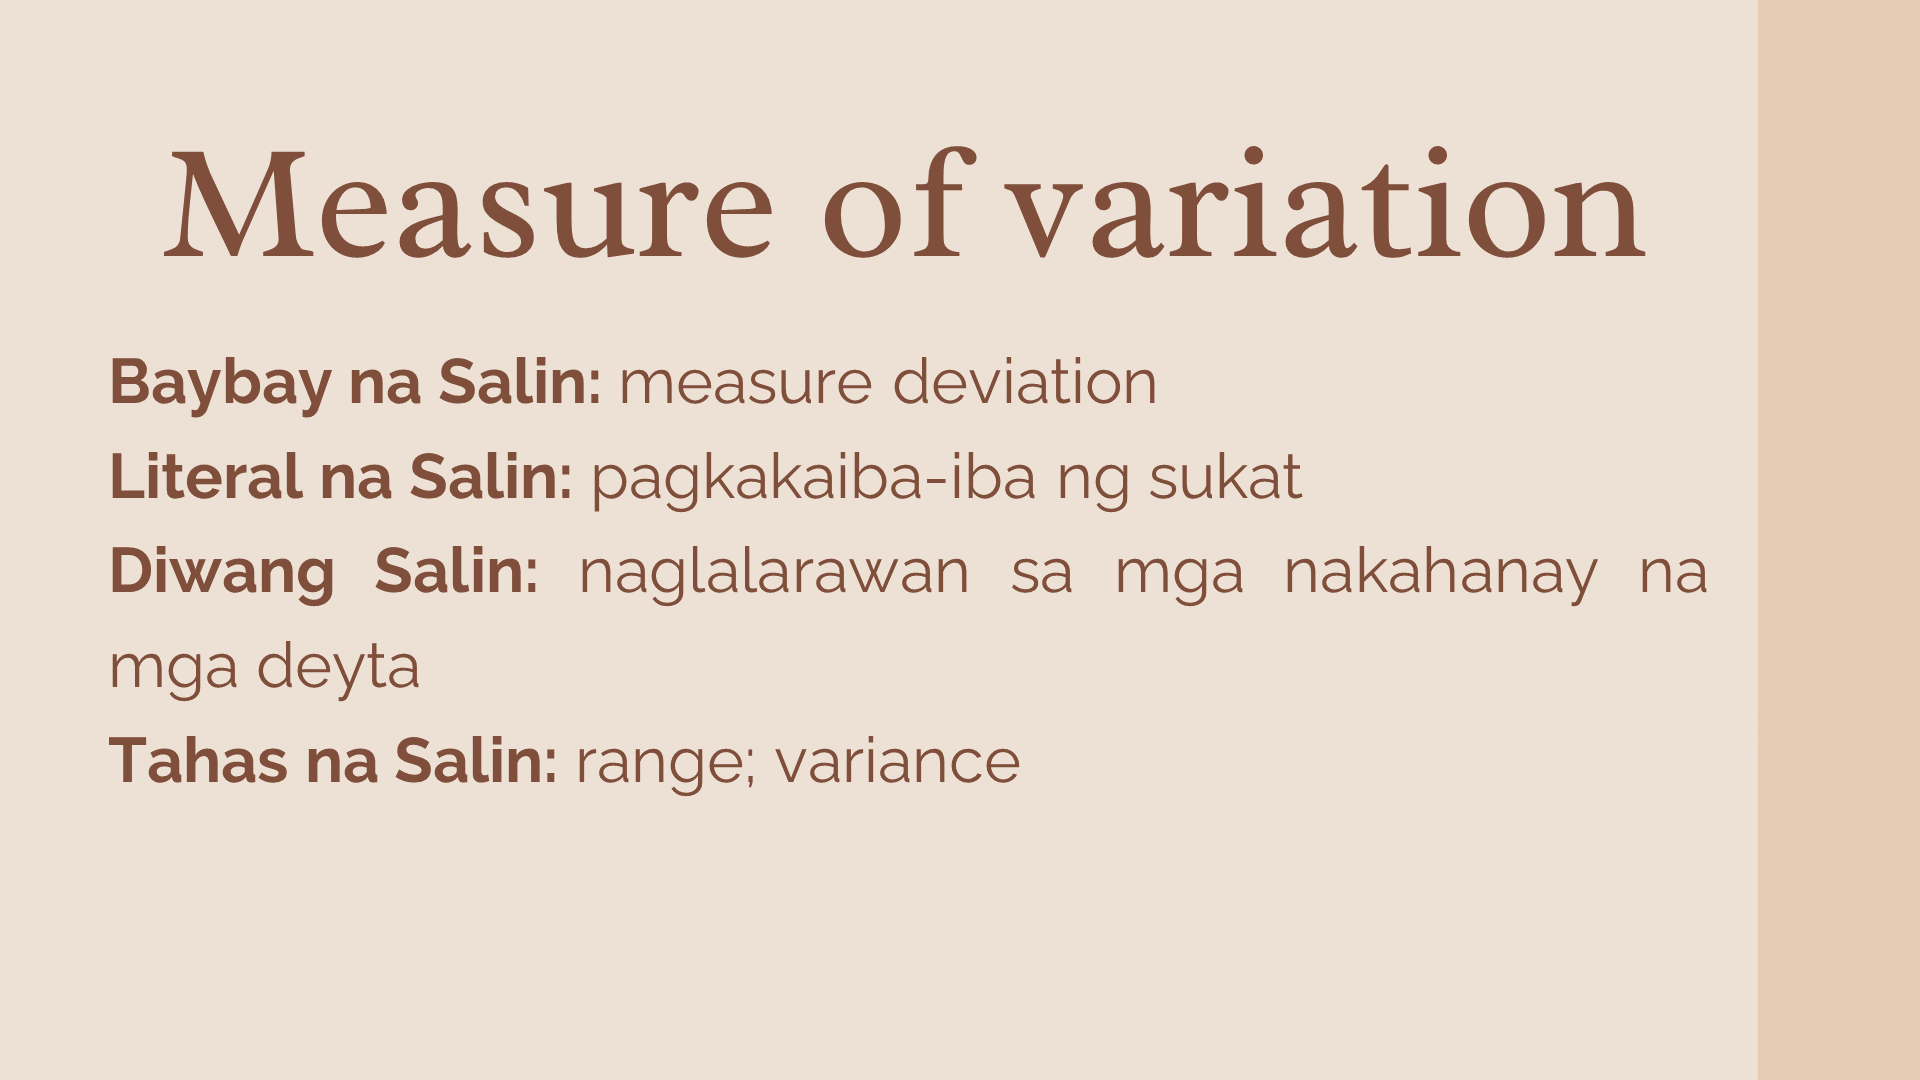 Measure of variation
Baybay na Salin: measure deviation
Literal na Salin: pagkakaiba-iba ng sukat
Diwang Salin: naglalarawan sa mga nakahanay na
mga deyta
Tahas na Salin: range; variance